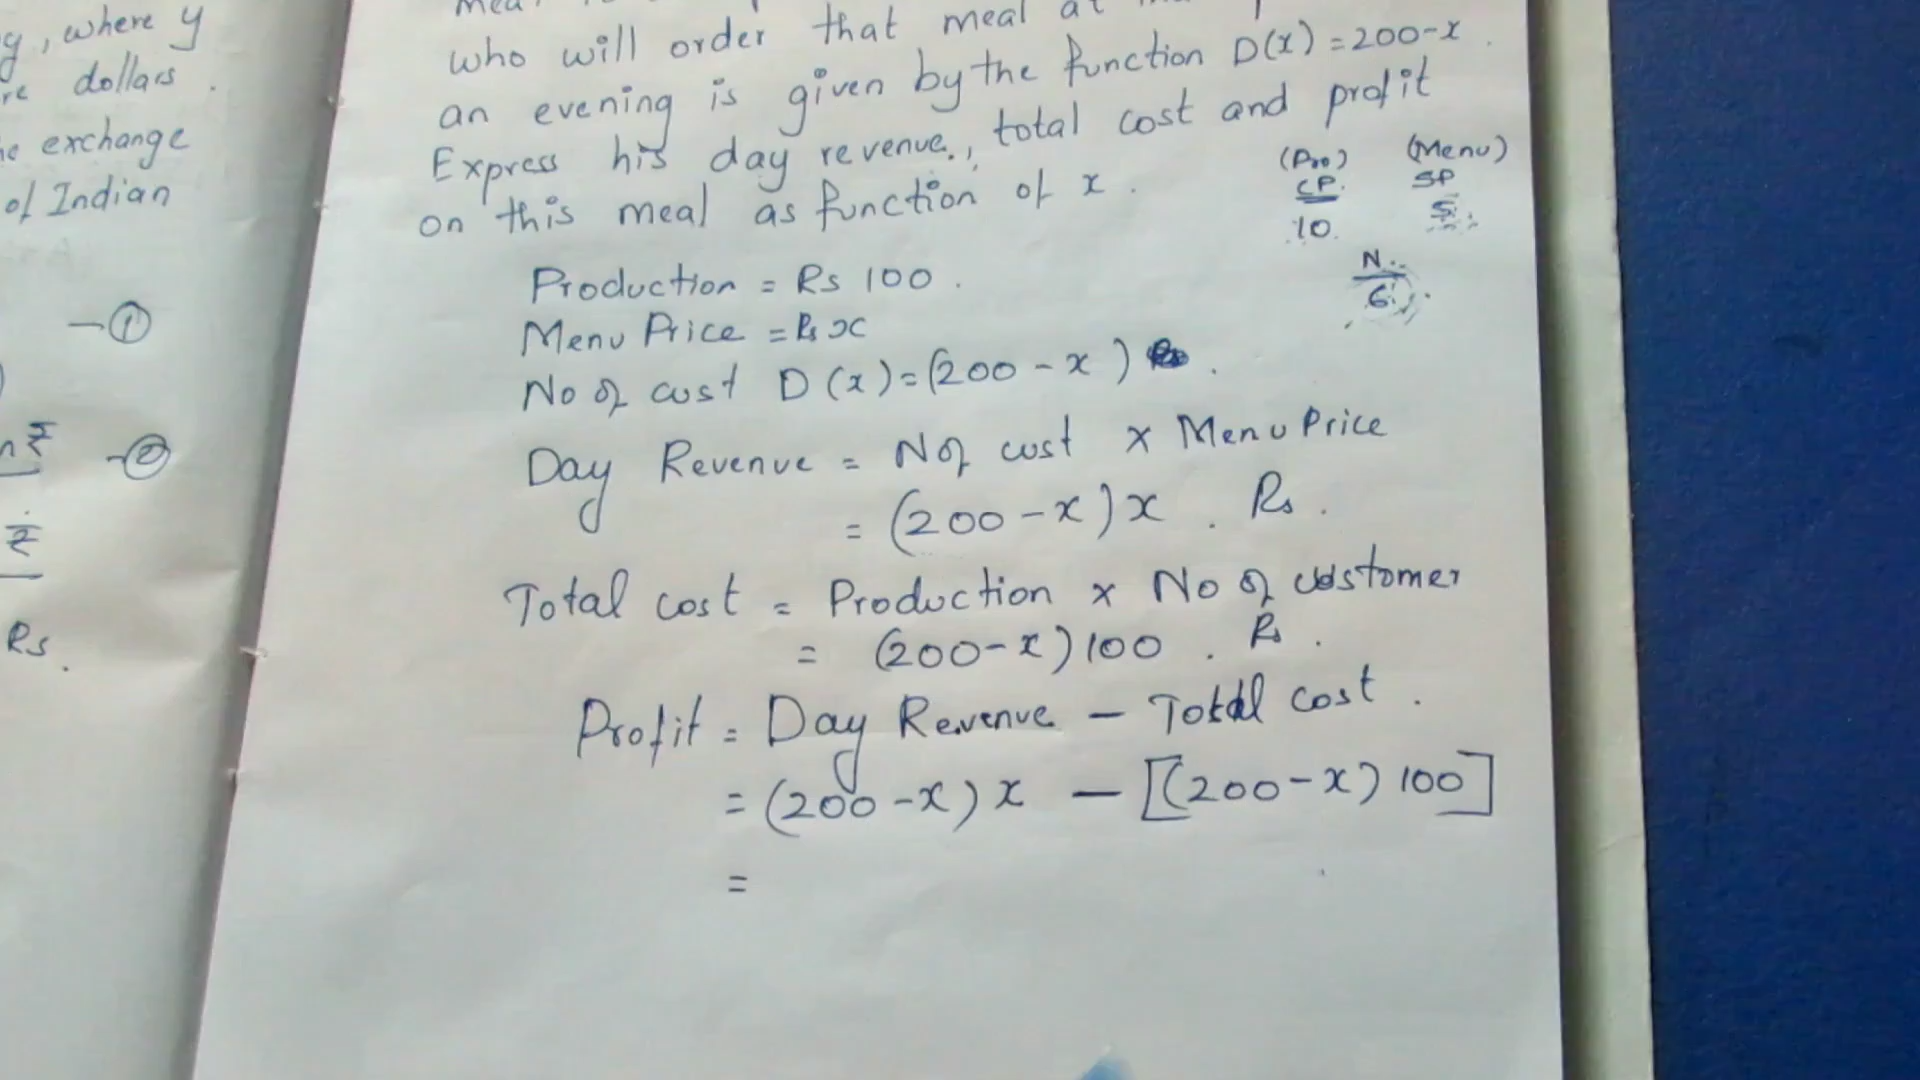 y, where y
re dollars.
e exchange
of Indian
-①
-②
₹
Rs.
who will order that meal at
an evening is given by the function D(x)=200-x.
Express his day revenue, total cost and profit
on this meal as function of x.
(Pro) (Menu)
CP. SP
10. 5
N..
6
Production = Rs 100.
Menu Price = Rs x
No of cust D(x)=(200-x) .
Day Revenue = No of cust x Menu Price
= (200-x)x. Rs.
Total cost = Production x No of customer
= (200-x)100. Rs.
Profit = Day Revenue - Total cost.
= (200-x)x - [(200-x)100]
=